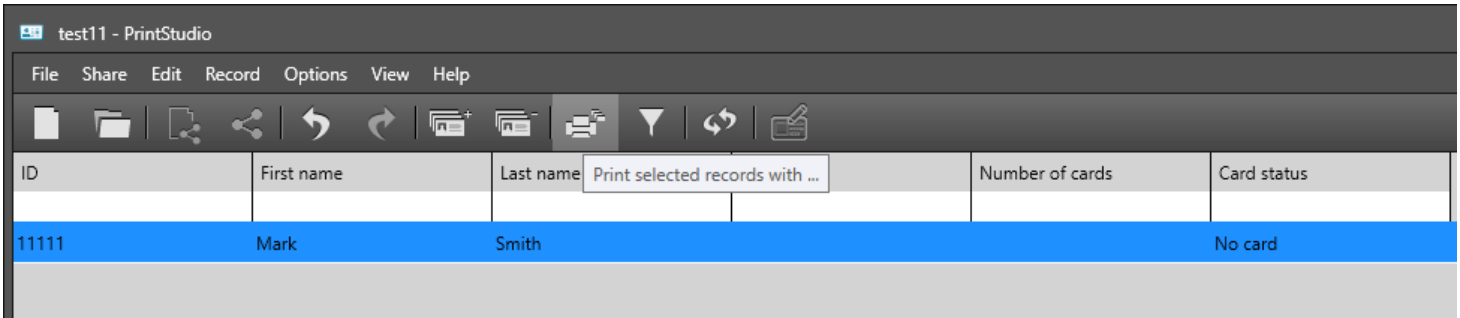 test11 - PrintStudio
File Share Edit Record Options View Help
ID First name Last name Print selected records with ... Number of cards Card status
11111 Mark Smith No card